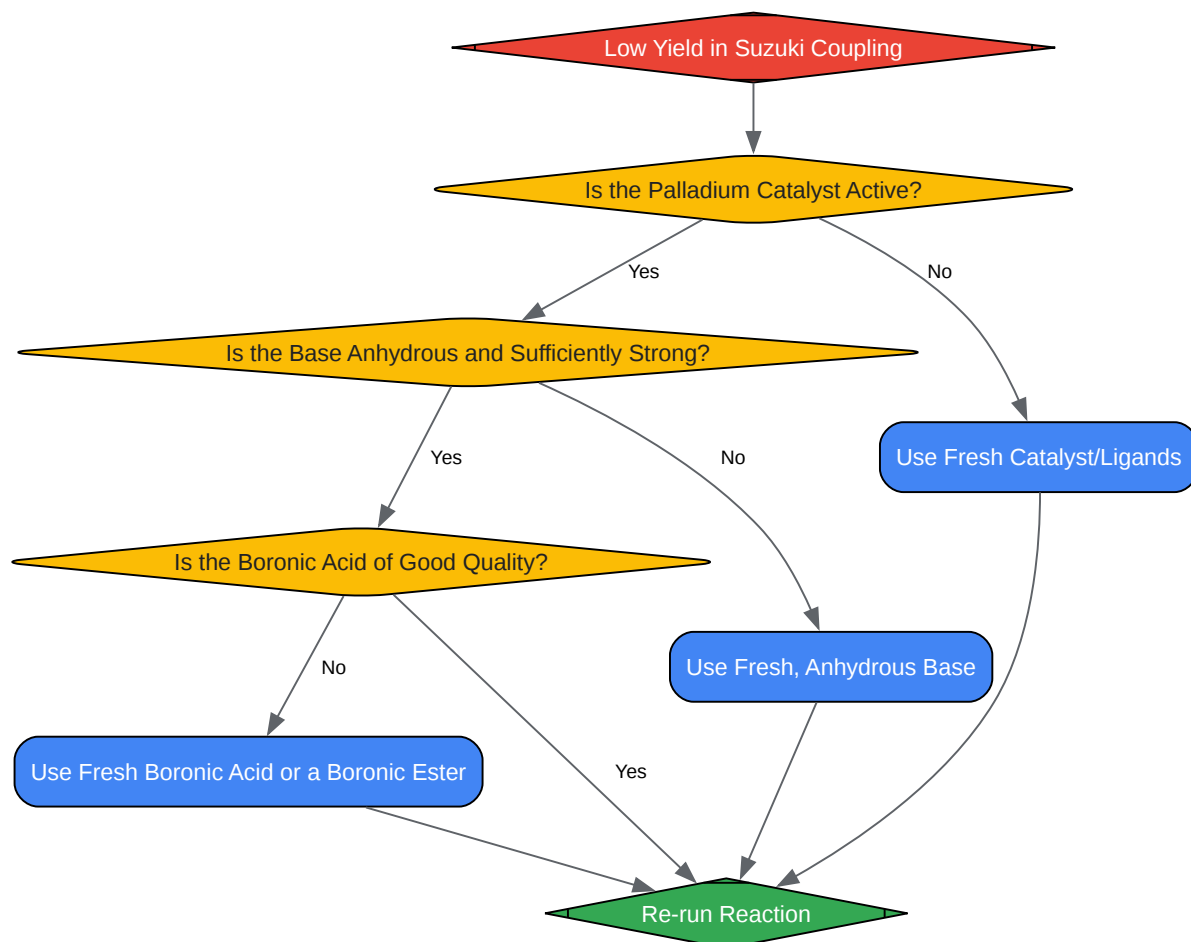 Low Yield in Suzuki Coupling
Is the Palladium Catalyst Active?
Yes
No
Is the Base Anhydrous and Sufficiently Strong?
Yes
No
Use Fresh Catalyst/Ligands
Is the Boronic Acid of Good Quality?
No
Use Fresh, Anhydrous Base
Use Fresh Boronic Acid or a Boronic Ester
Yes
Re-run Reaction